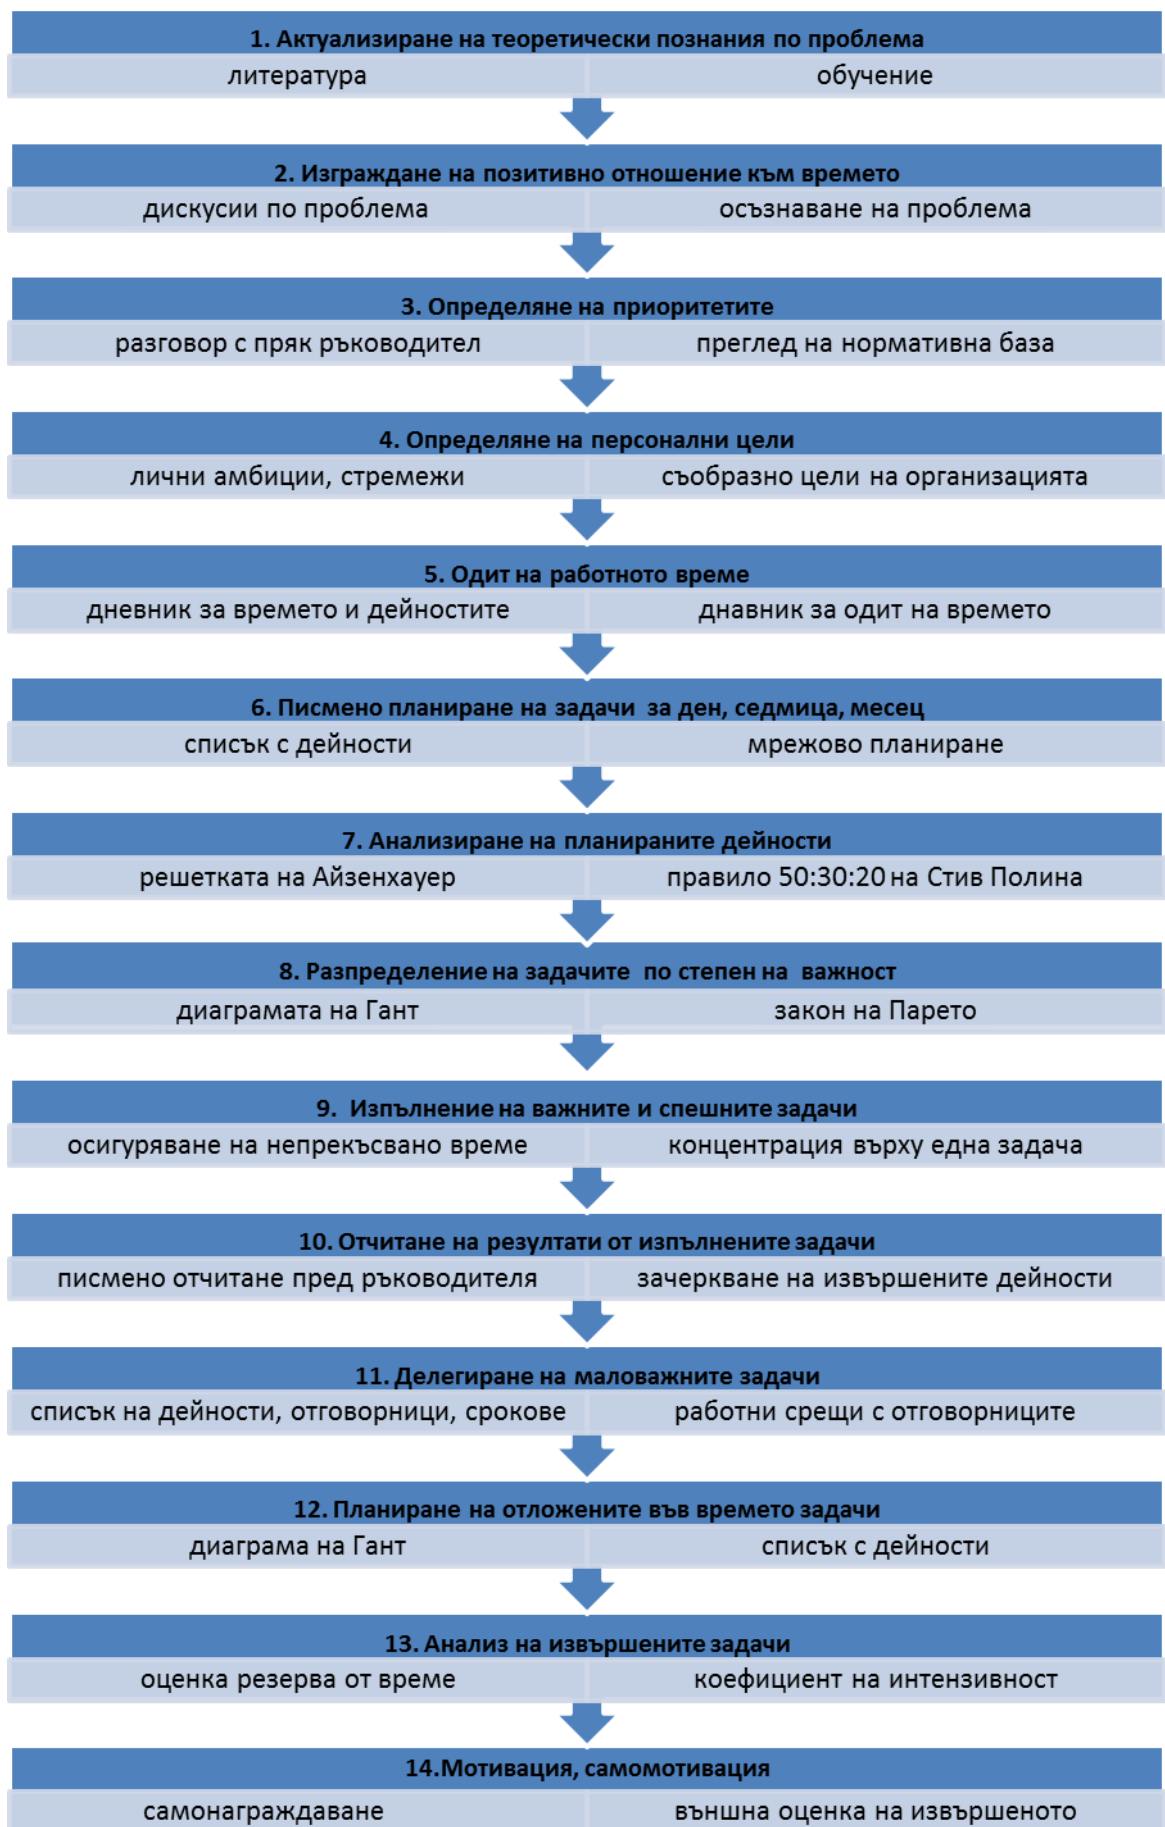 1. Актуализиране на теоретически познания по проблема
литература
обучение
2. Изграждане на позитивно отношение към времето
дискусии по проблема
осъзнаване на проблема
3. Определяне на приоритетите
разговор с пряк ръководител
преглед на нормативна база
4. Определяне на персонални цели
лични амбиции, стремежи
съобразно цели на организацията
5. Одит на работното време
дневник за времето и дейностите
днавник за одит на времето
6. Писмено планиране на задачи за ден, седмица, месец
списък с дейности
мрежово планиране
7. Анализиране на планираните дейности
решетката на Айзенхауер
правило 50:30:20 на Стив Полина
8. Разпределение на задачите по степен на важност
диаграмата на Гант
закон на Парето
9. Изпълнение на важните и спешните задачи
осигуряване на непрекъсвано време
концентрация върху една задача
10. Отчитане на резултати от изпълнените задачи
писмено отчитане пред ръководителя
зачеркване на извършените дейности
11. Делегиране на маловажните задачи
списък на дейности, отговорници, срокове
работни срещи с отговорниците
12. Планиране на отложените във времето задачи
диаграма на Гант
списък с дейности
13. Анализ на извършените задачи
оценка резерва от време
коефициент на интензивност
14.Мотивация, самомотивация
самонаграждаване
външна оценка на извършеното